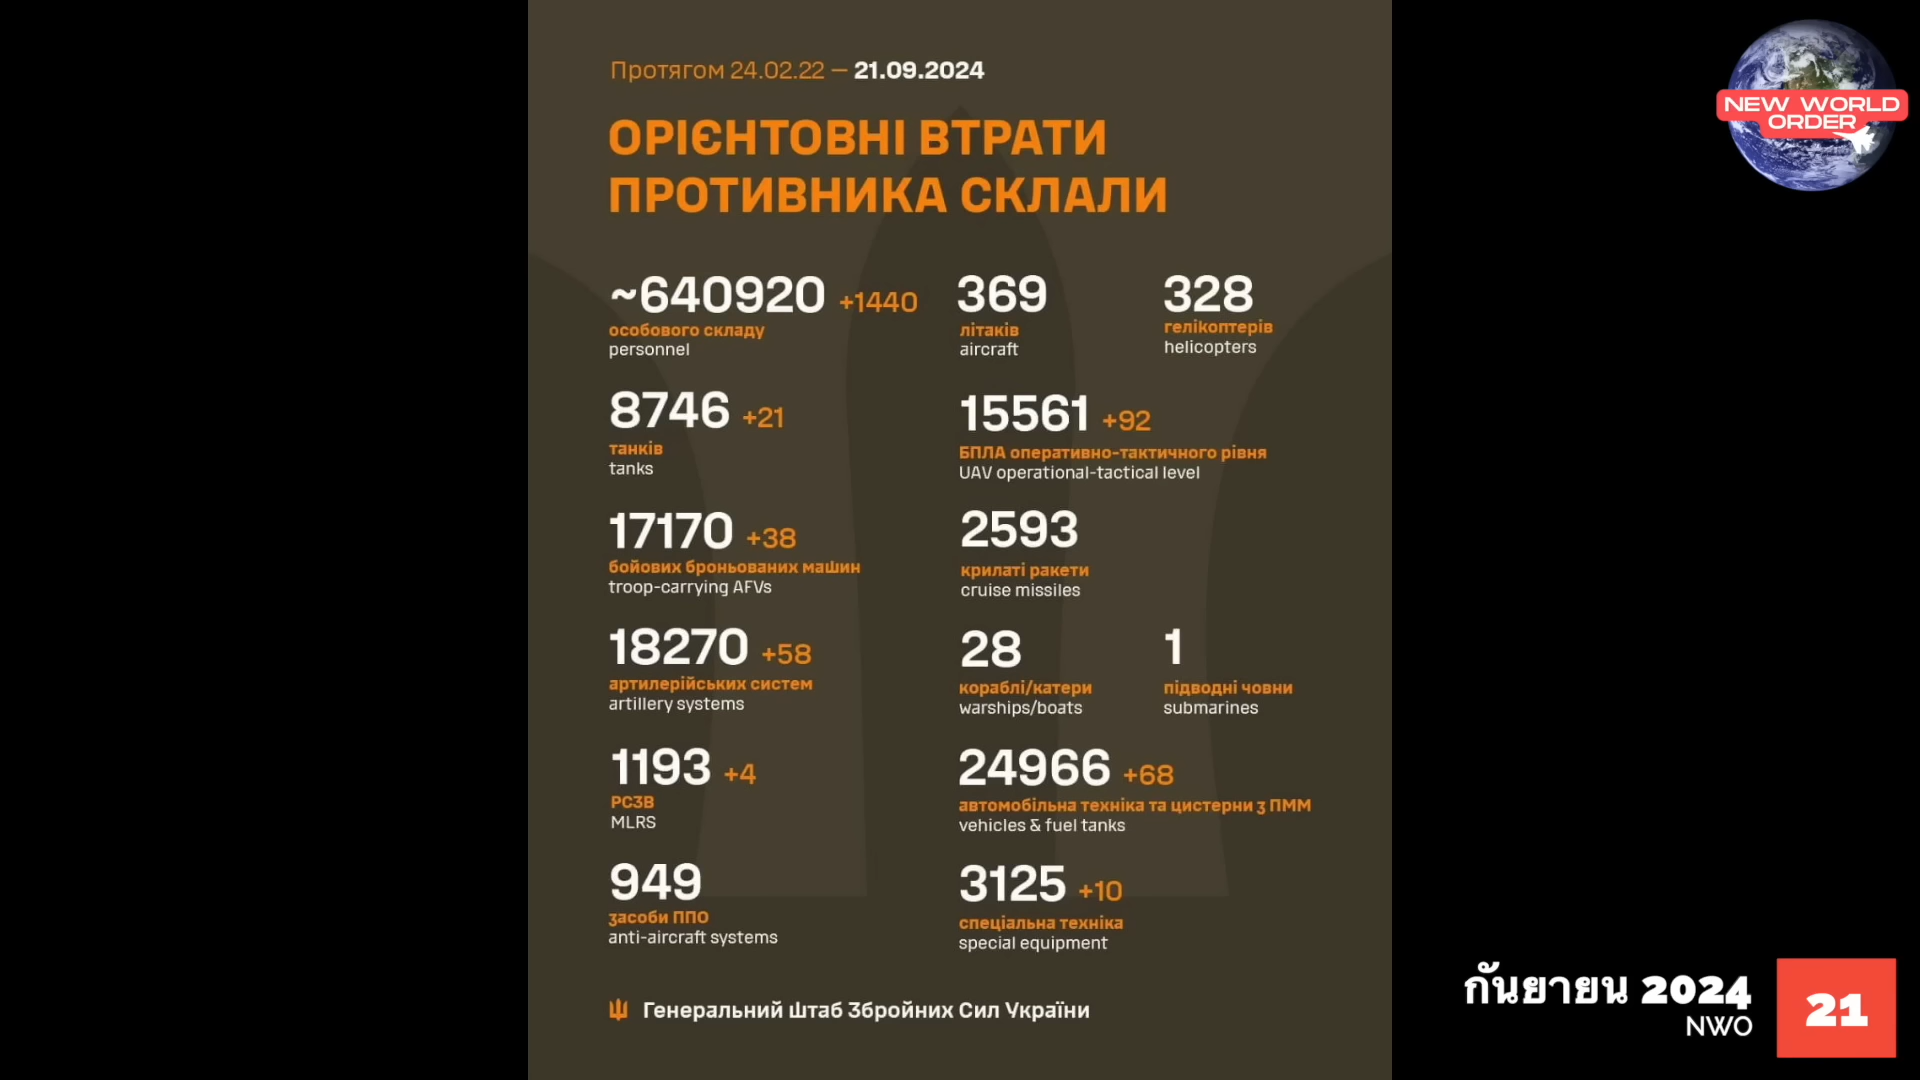 Протягом 24.02.22 — 21.09.2024
ОРІЄНТОВНІ ВТРАТИ
ПРОТИВНИКА СКЛАЛИ
~640920 +1440
особового складу
personnel
369
літаків
aircraft
328
гелікоптерів
helicopters
8746 +21
танків
tanks
15561 +92
БПЛА оперативно-тактичного рівня
UAV operational-tactical level
17170 +38
бойових броньованих машин
troop-carrying AFVs
2593
крилаті ракети
cruise missiles
18270 +58
артилерійських систем
artillery systems
28
кораблі/катери
warships/boats
1
підводні човни
submarines
1193 +4
РСЗВ
MLRS
24966 +68
автомобільна техніка та цистерни з ПММ
vehicles & fuel tanks
949
засоби ППО
anti-aircraft systems
3125 +10
спеціальна техніка
special equipment
Генеральний штаб Збройних Сил України
NEW WORLD
ORDER
กันยายน 2024
NWO
21